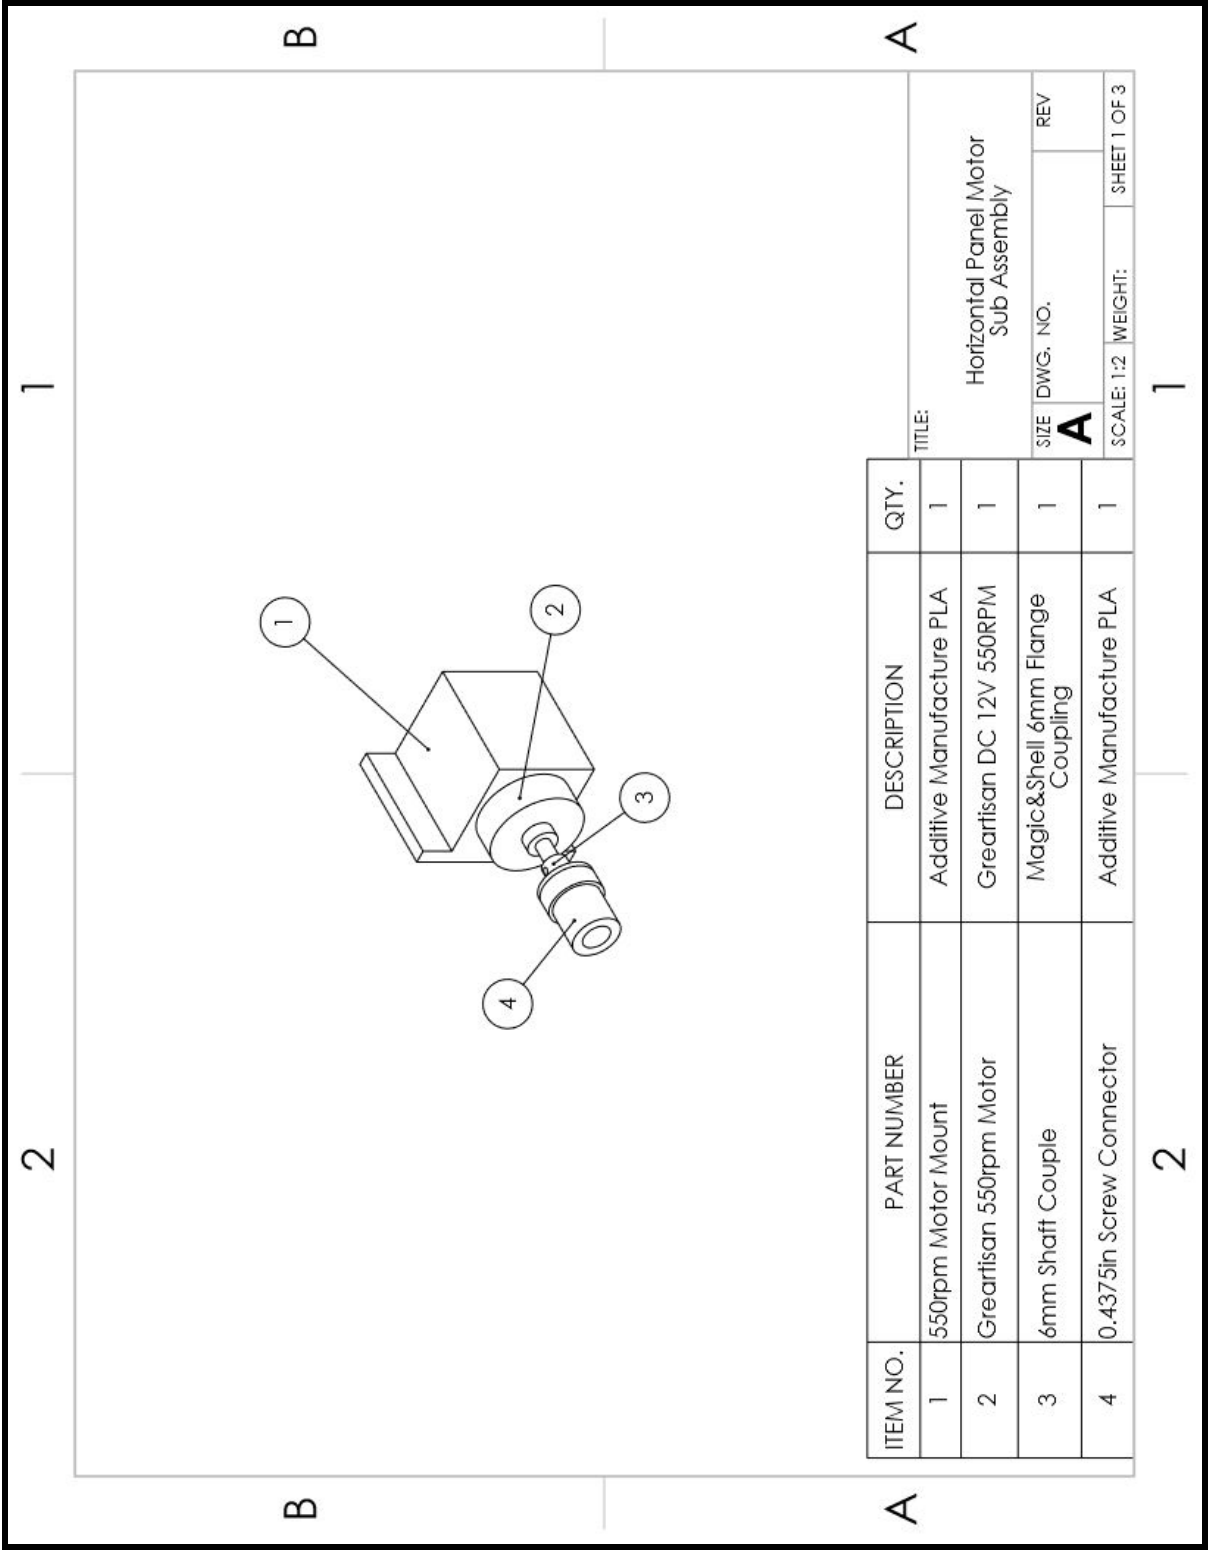 2
1
B
B
1
2
3
4
ITEM NO.
PART NUMBER
DESCRIPTION
QTY.
1
550rpm Motor Mount
Additive Manufacture PLA
1
2
Greartisan 550rpm Motor
Greartisan DC 12V 550RPM
1
3
6mm Shaft Couple
Magic&Shell 6mm Flange
Coupling
1
4
0.4375in Screw Connector
Additive Manufacture PLA
1
TITLE:
Horizontal Panel Motor
Sub Assembly
SIZE
A
DWG. NO.
REV
SCALE: 1:2
WEIGHT:
SHEET 1 OF 3
A
A
2
1